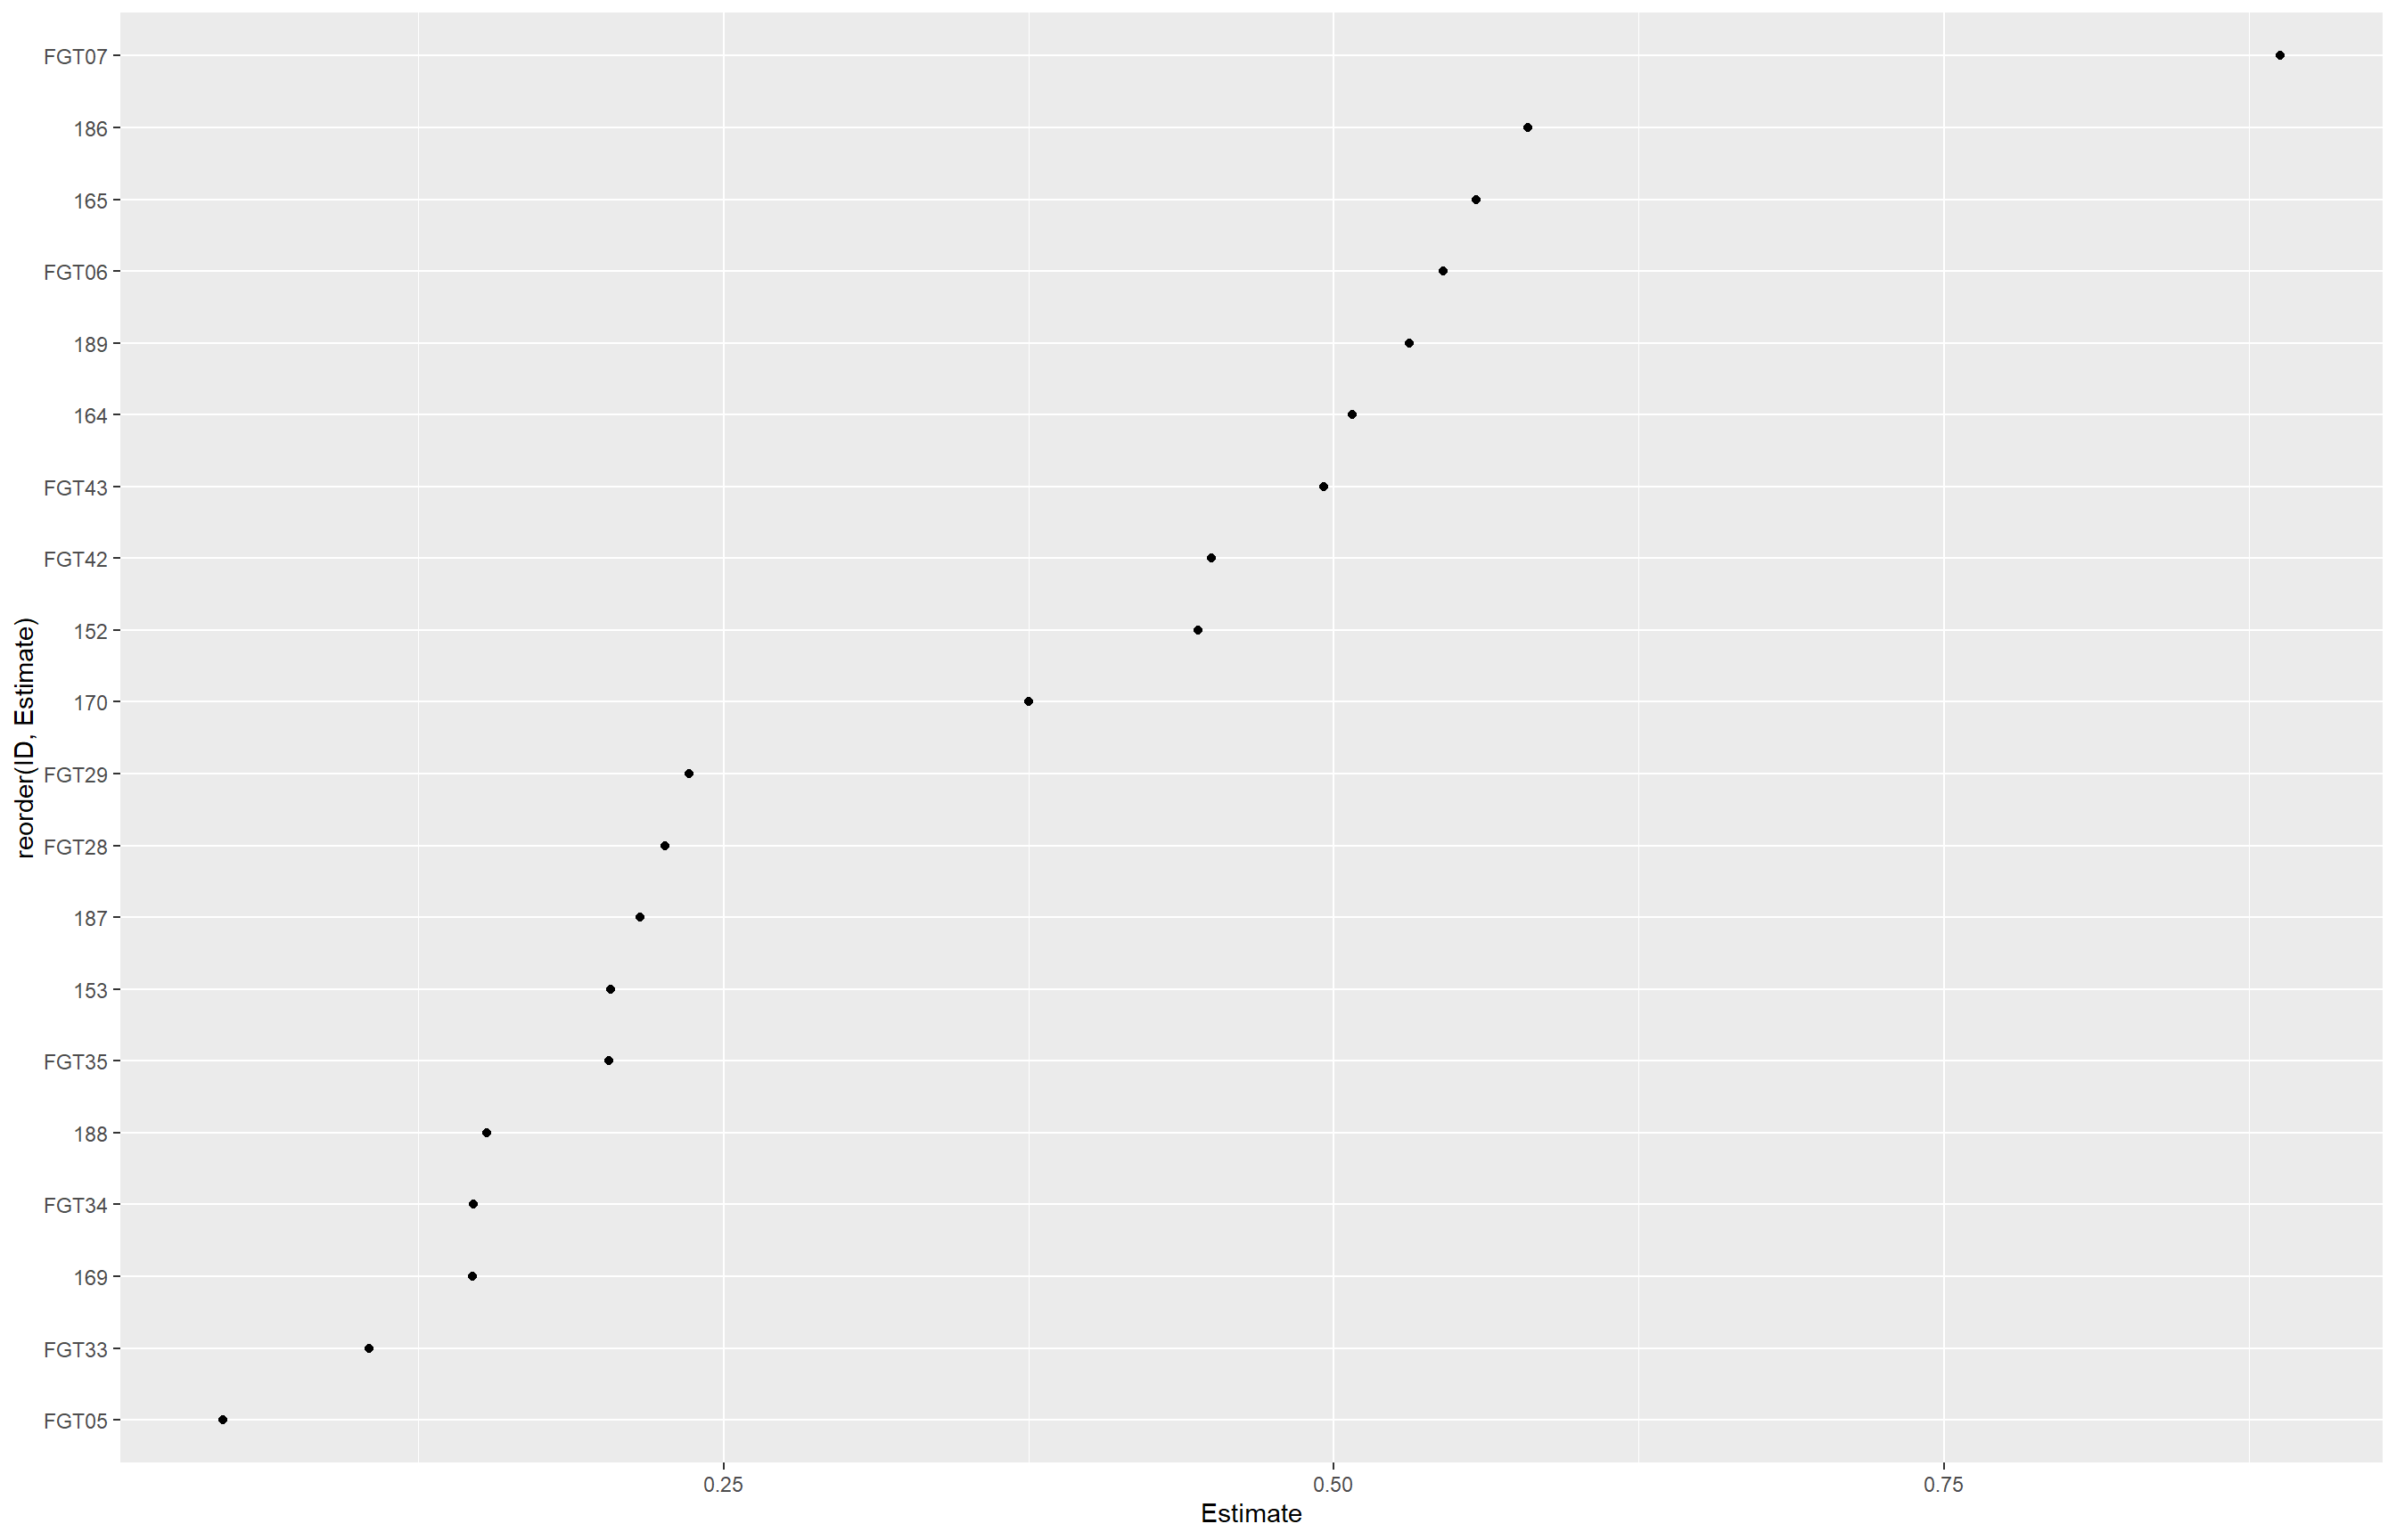 FGT07
186
165
FGT06
189
164
FGT43
FGT42
152
170
FGT29
FGT28
187
153
FGT35
188
FGT34
169
FGT33
FGT05
reorder(ID, Estimate)
0.25 0.50 0.75
Estimate